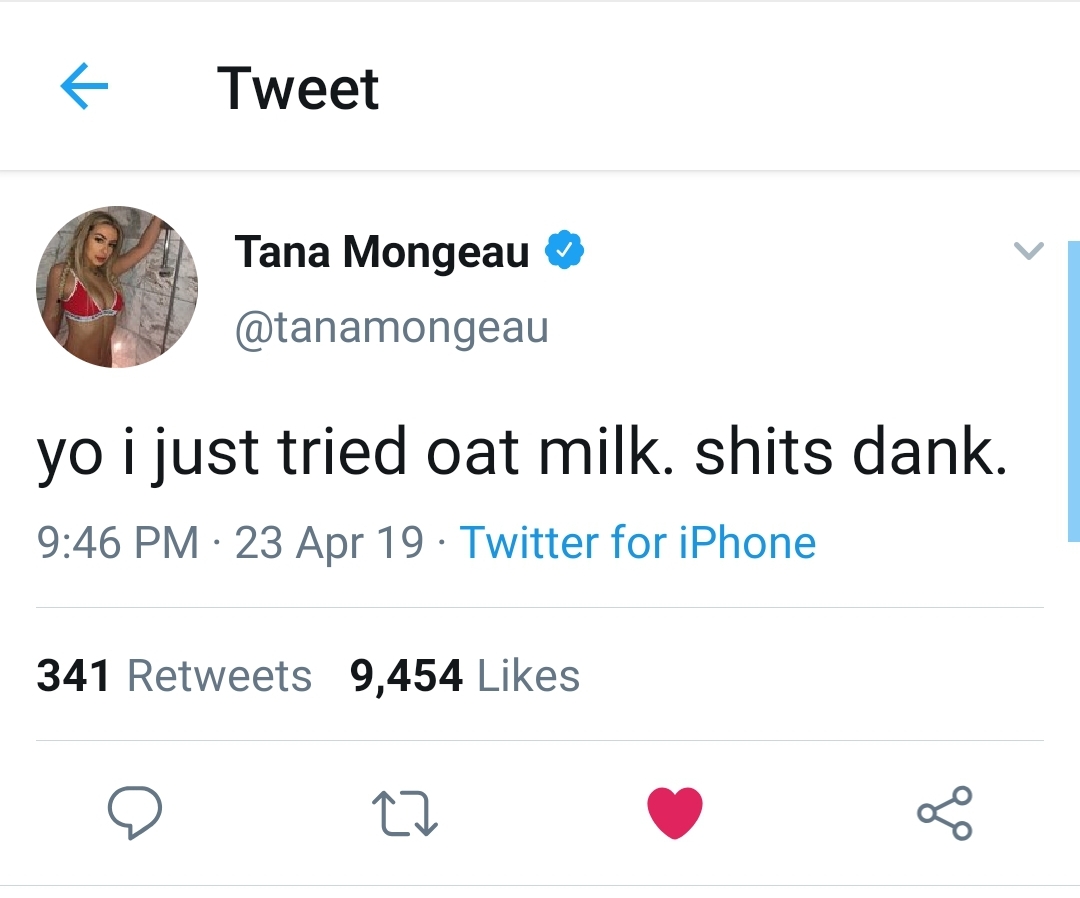 Tweet
Tana Mongeau
@tanamongeau
yo i just tried oat milk. shits dank.
9:46 PM · 23 Apr 19 · Twitter for iPhone
341 Retweets 9,454 Likes